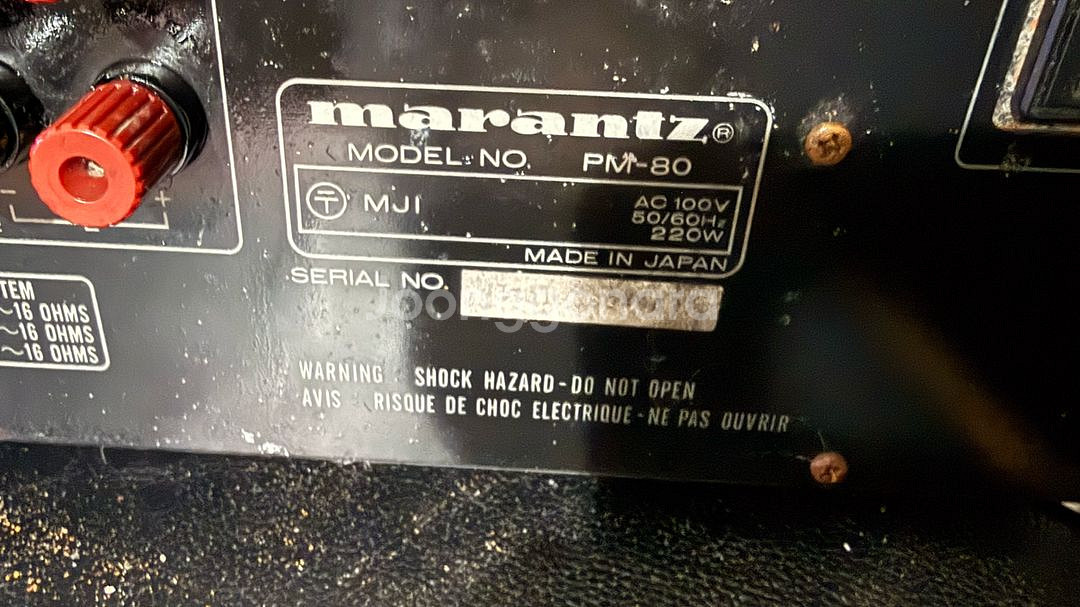 marantz®
MODEL NO. PM-80
〒 MJI
AC 100V
50/60Hz
220W
MADE IN JAPAN
SERIAL NO.
joonggonara
- +
TEM
~16 OHMS
~16 OHMS
~16 OHMS
WARNING SHOCK HAZARD-DO NOT OPEN
AVIS RISQUE DE CHOC ELECTRIQUE-NE PAS OUVRIR